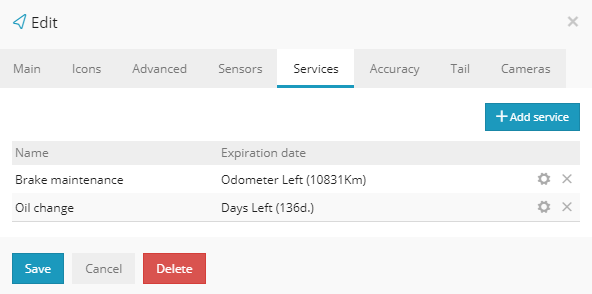 Edit
Main Icons Advanced Sensors Services Accuracy Tail Cameras
Add service
Name Expiration date
Brake maintenance Odometer Left (10831Km)
Oil change Days Left (136d.)
Save Cancel Delete